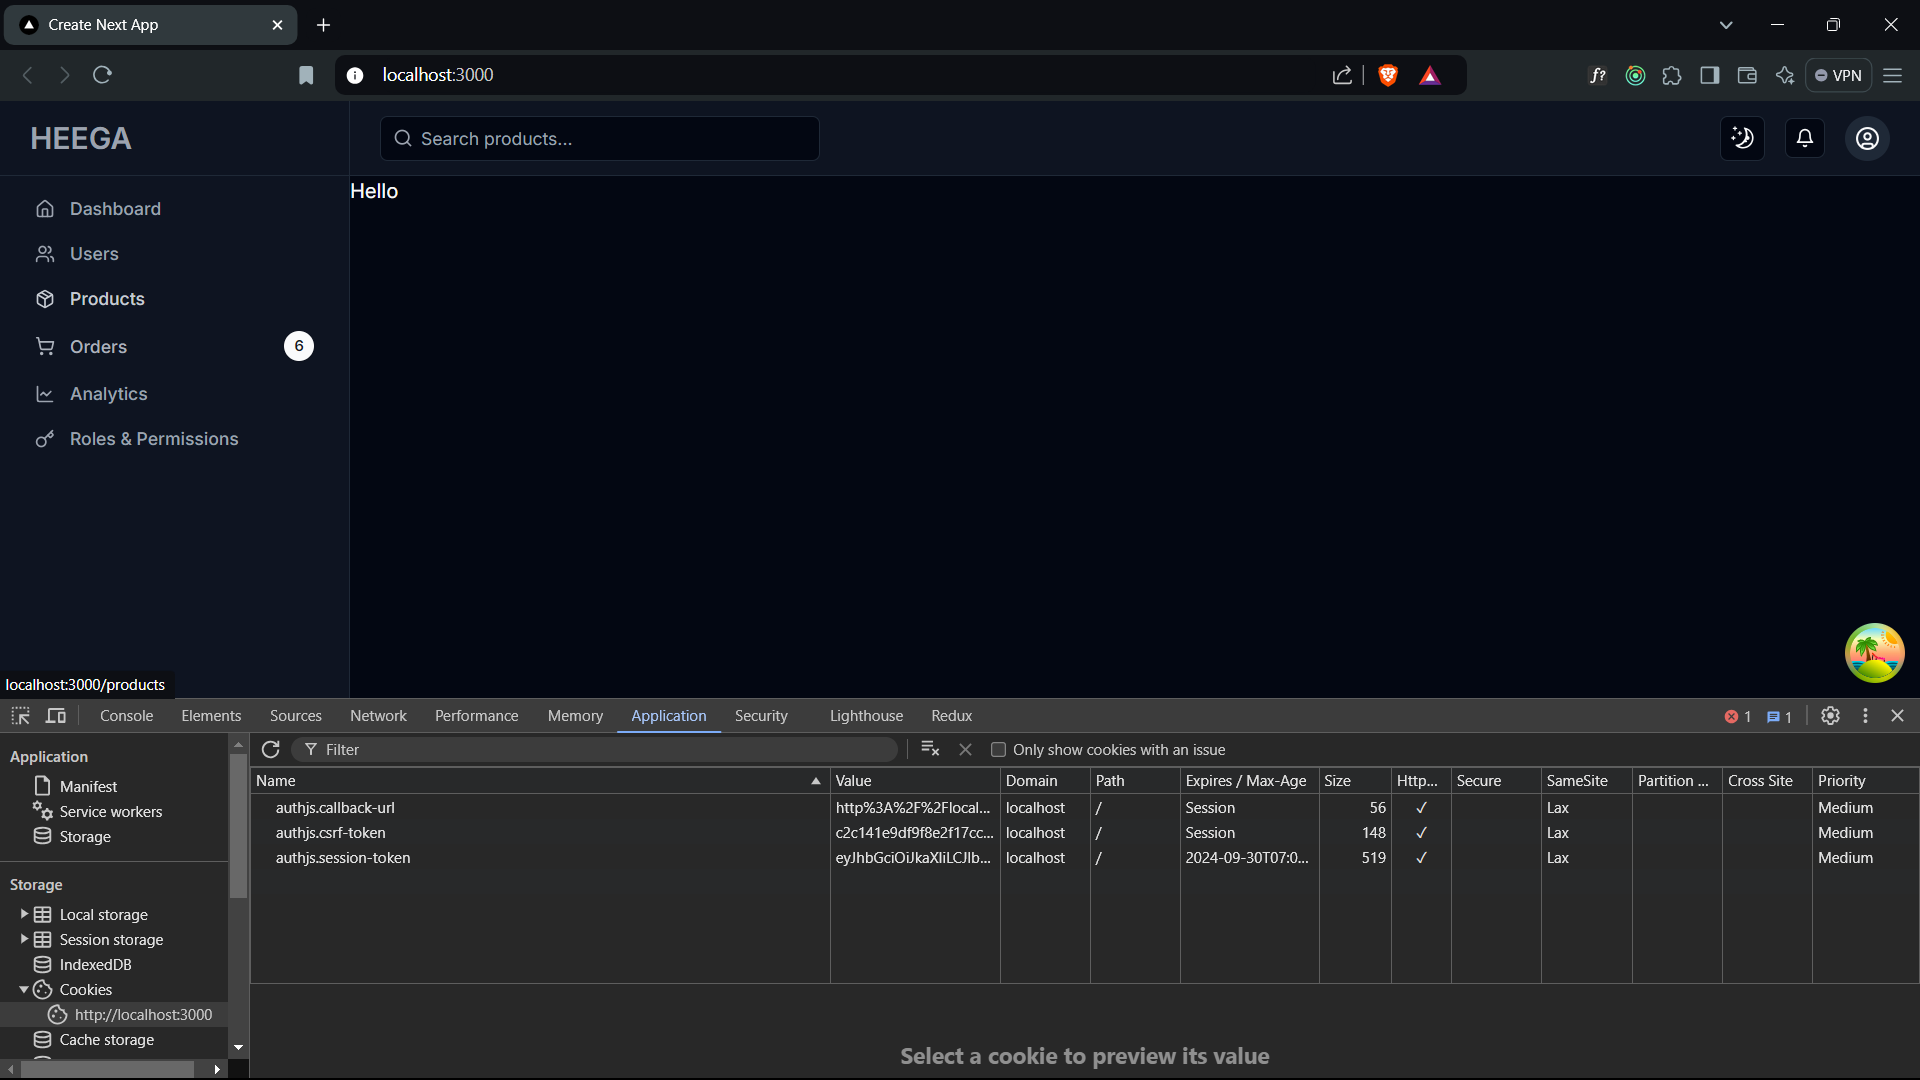 Create Next App
localhost:3000
VPN
HEEGA
Search products...
Hello
Dashboard
Users
Products
Orders 6
Analytics
Roles & Permissions
localhost:3000/products
Console Elements Sources Network Performance Memory Application Security Lighthouse Redux 1 1
Application
Manifest
Service workers
Storage
Storage
Local storage
Session storage
IndexedDB
Cookies
http://localhost:3000
Cache storage
Filter Only show cookies with an issue
Name Value Domain Path Expires / Max-Age Size Http... Secure SameSite Partition ... Cross Site Priority
authjs.callback-url http%3A%2F%2Flocal... localhost / Session 56 ✓ Lax Medium
authjs.csrf-token c2c141e9df9f8e2f17cc... localhost / Session 148 ✓ Lax Medium
authjs.session-token eyJhbGciOiJkaXIiLCJlb... localhost / 2024-09-30T07:0... 519 ✓ Lax Medium
Select a cookie to preview its value